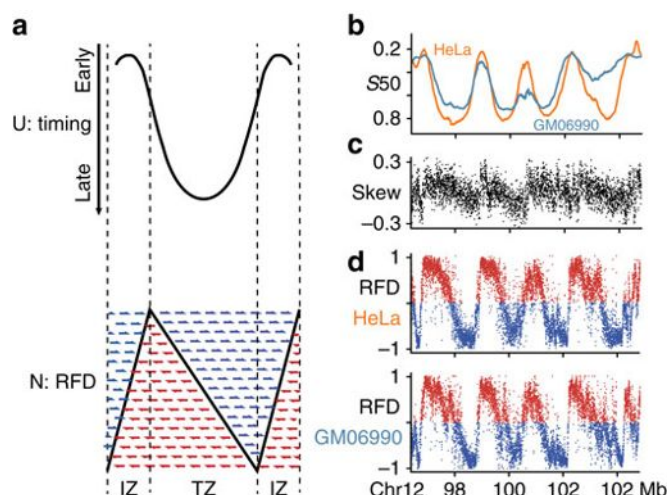 a
Early
U: timing
Late
N: RFD
IZ TZ IZ
b
0.2
HeLa
S50
0.8
GM06990
c
0.3
Skew
−0.3
d
1
RFD
HeLa
−1
1
RFD
GM06990
−1
Chr12 98 100 102 102 Mb